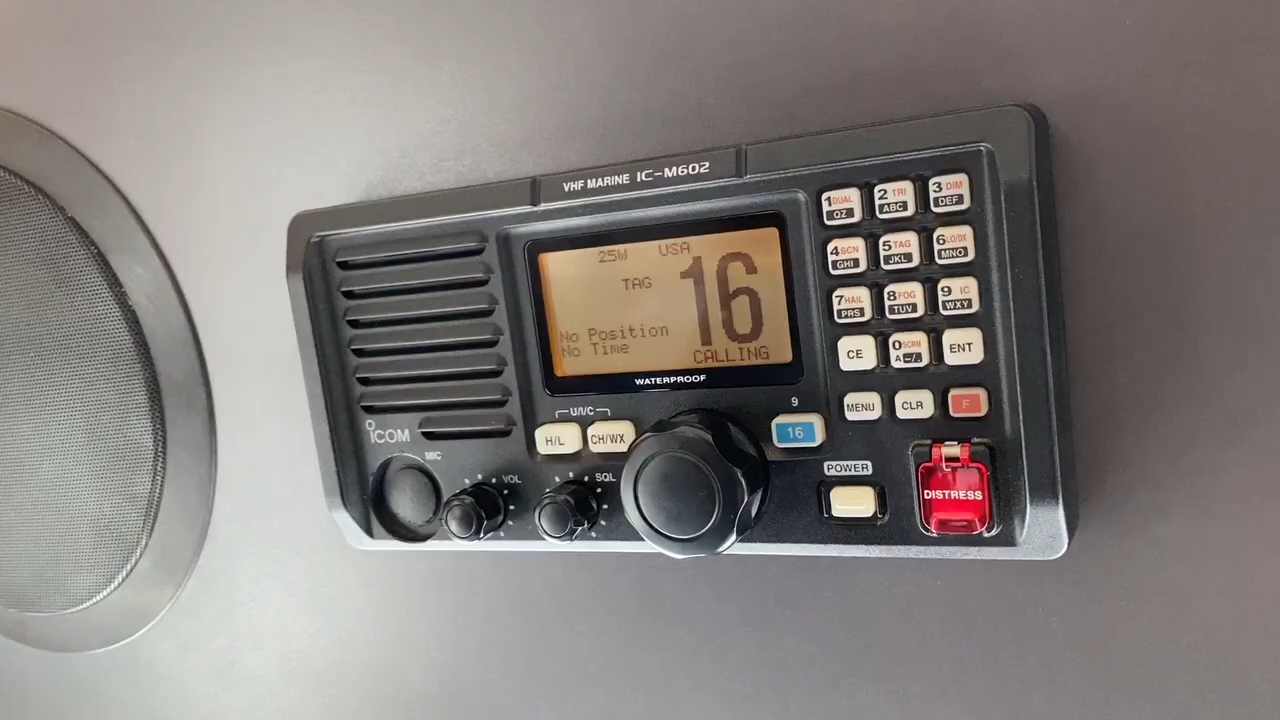 VHF MARINE IC-M602
25W USA
TAG
16
No Position
No Time
CALLING
WATERPROOF
1 DUAL QZ
2 TRI ABC
3 DIM DEF
4 SCN GHI
5 TAG JKL
6 LO/DX MNO
7 HAIL PRS
8 FOG TUV
9 IC WXY
CE
0 SCRM A -/.
ENT
MENU
CLR
F
U/I/C
H/L
CH/WX
9
16
ICOM
MIC
VOL
SQL
POWER
DISTRESS